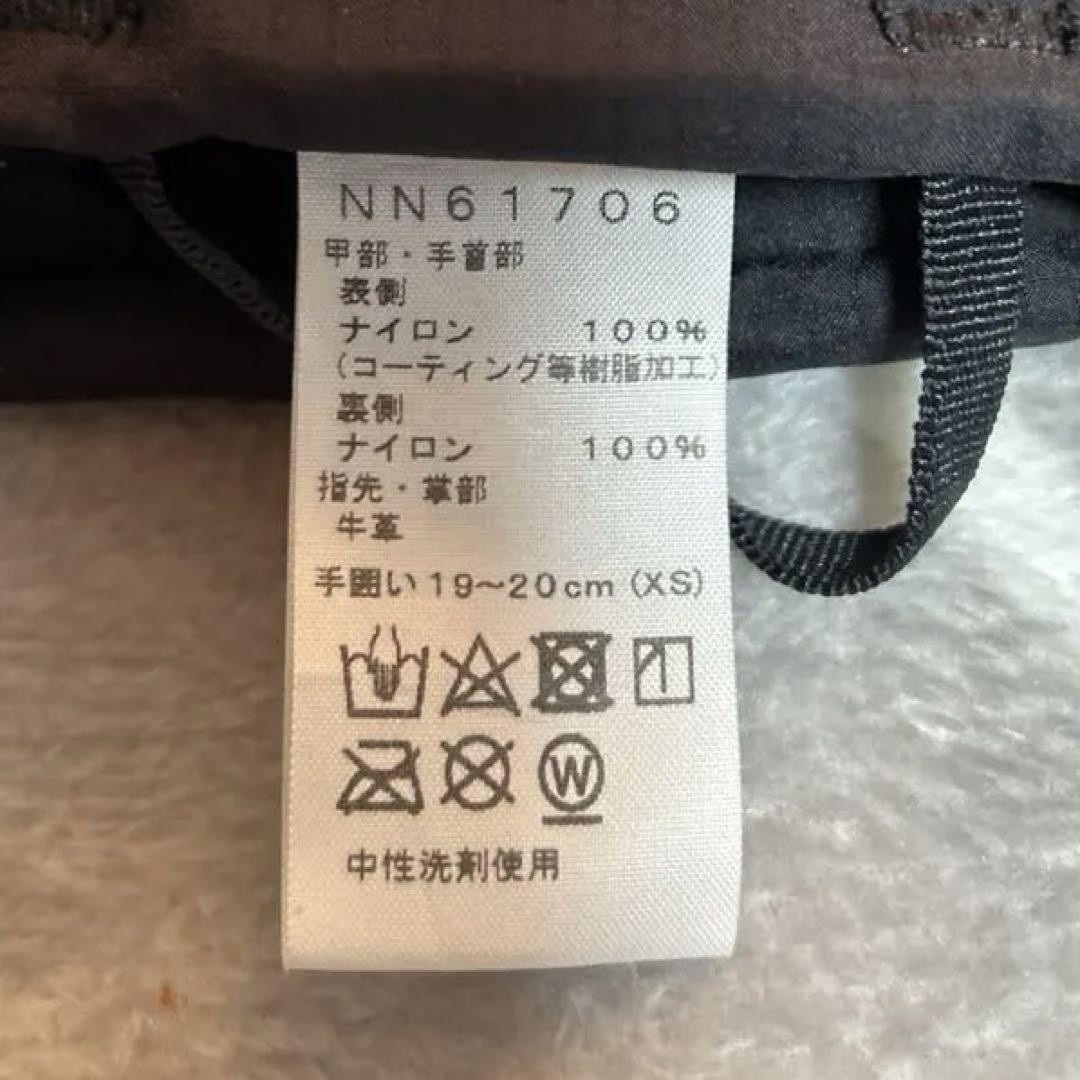 NN61706
甲部・手首部
表側
ナイロン 100%
(コーティング等樹脂加工)
裏側
ナイロン 100%
指先・掌部
牛革
手囲い 19〜20cm (XS)
W
中性洗剤使用